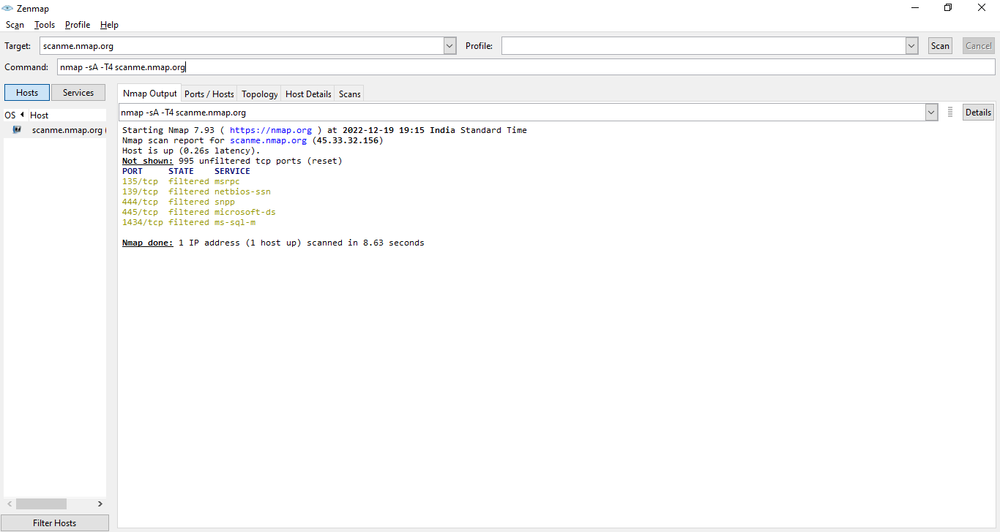 Zenmap
Scan Tools Profile Help
Target: scanme.nmap.org Profile: Scan Cancel
Command: nmap -sA -T4 scanme.nmap.org
Hosts Services
Nmap Output Ports / Hosts Topology Host Details Scans
OS Host
scanme.nmap.org (
nmap -sA -T4 scanme.nmap.org Details
Starting Nmap 7.93 ( https://nmap.org ) at 2022-12-19 19:15 India Standard Time
Nmap scan report for scanme.nmap.org (45.33.32.156)
Host is up (0.26s latency).
Not shown: 995 unfiltered tcp ports (reset)
PORT STATE SERVICE
135/tcp filtered msrpc
139/tcp filtered netbios-ssn
444/tcp filtered snpp
445/tcp filtered microsoft-ds
1434/tcp filtered ms-sql-m
Nmap done: 1 IP address (1 host up) scanned in 8.63 seconds
Filter Hosts